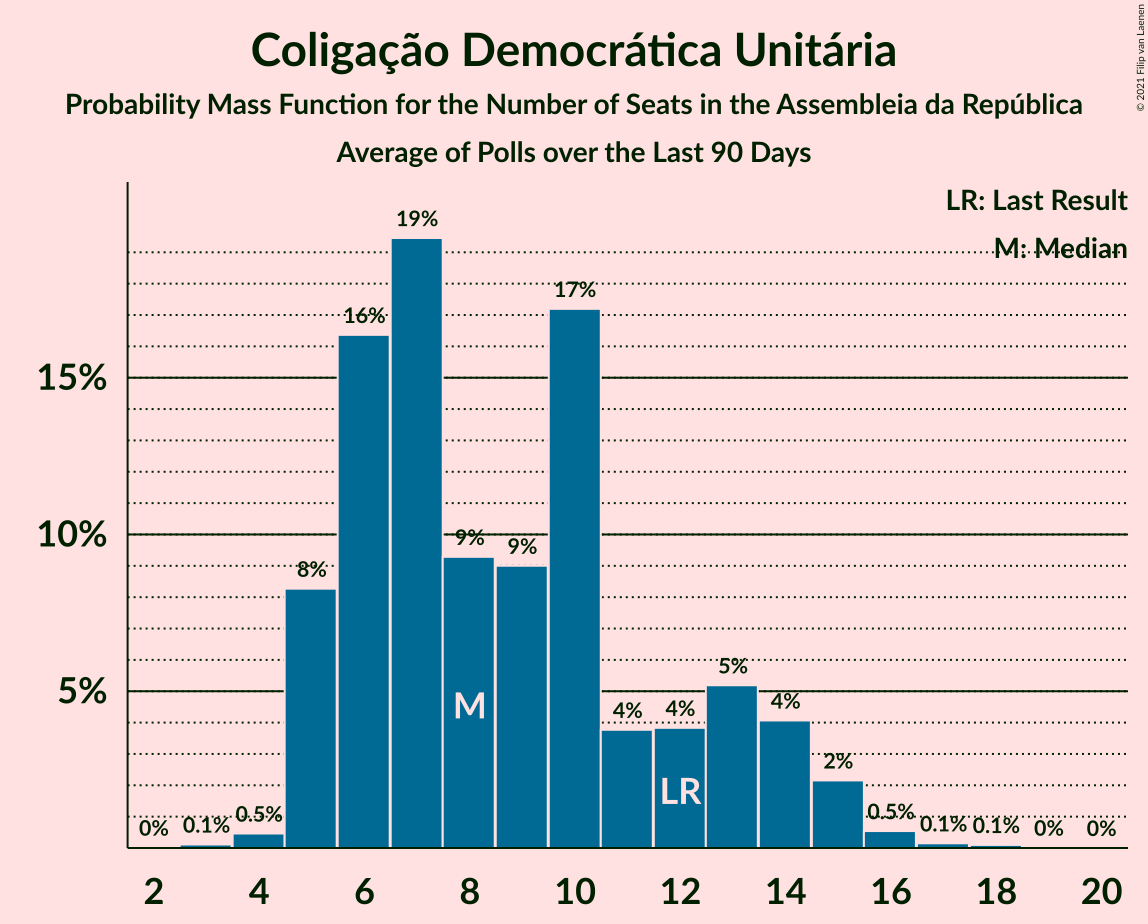 Coligação Democrática Unitária
Probability Mass Function for the Number of Seats in the Assembleia da República
Average of Polls over the Last 90 Days
© 2021 Filip van Laenen
LR: Last Result
M: Median
15%
10%
5%
0%
0.1%
0.5%
8%
16%
19%
9%
9%
17%
4%
4%
5%
4%
2%
0.5%
0.1%
0.1%
0%
0%
M
LR
2 4 6 8 10 12 14 16 18 20